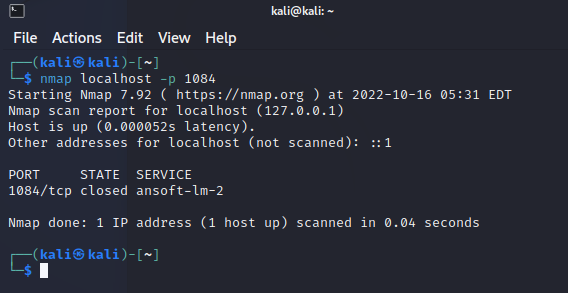 kali@kali: ~
File Actions Edit View Help
┌──(kali㉿kali)-[~]
└─$ nmap localhost -p 1084
Starting Nmap 7.92 ( https://nmap.org ) at 2022-10-16 05:31 EDT
Nmap scan report for localhost (127.0.0.1)
Host is up (0.000052s latency).
Other addresses for localhost (not scanned): ::1
PORT     STATE  SERVICE
1084/tcp closed ansoft-lm-2
Nmap done: 1 IP address (1 host up) scanned in 0.04 seconds
┌──(kali㉿kali)-[~]
└─$